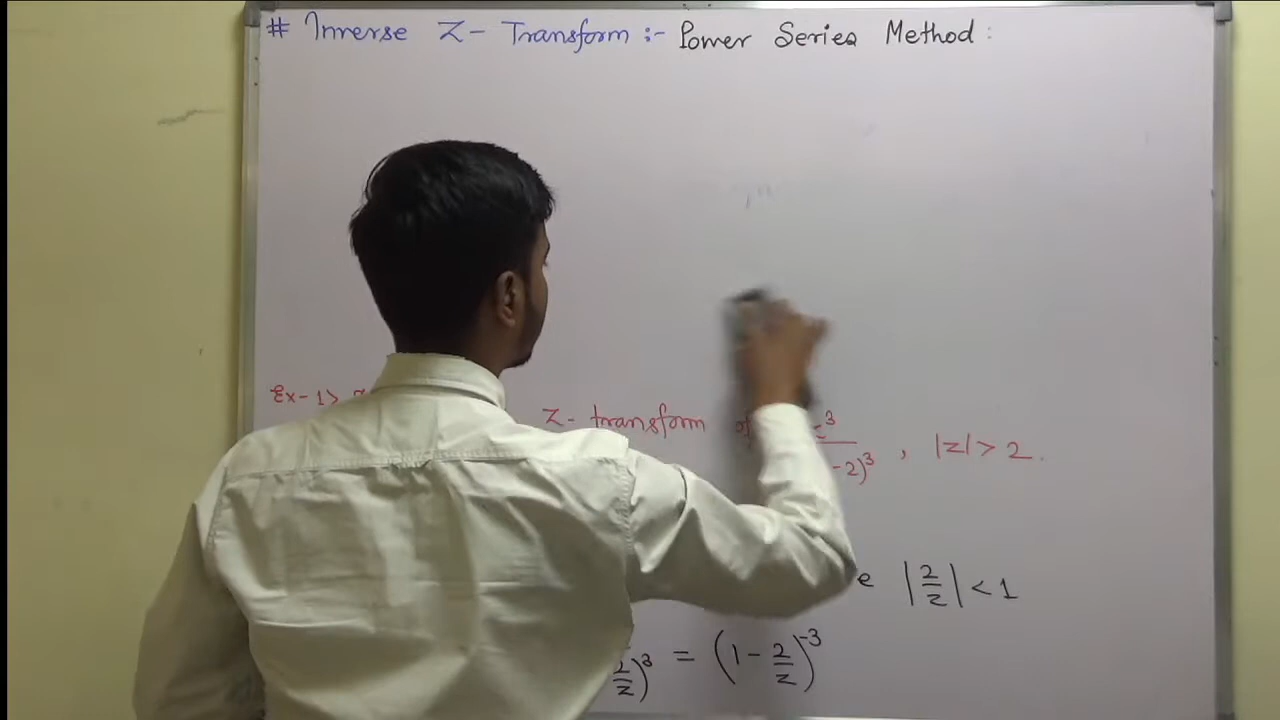 # Inverse Z- Transform :- Power Series Method :
Ex-1> Z- transform of z³ / -2)³ , |z| > 2.
e |2/z| < 1
2/z)³ = (1 - 2/z)⁻³